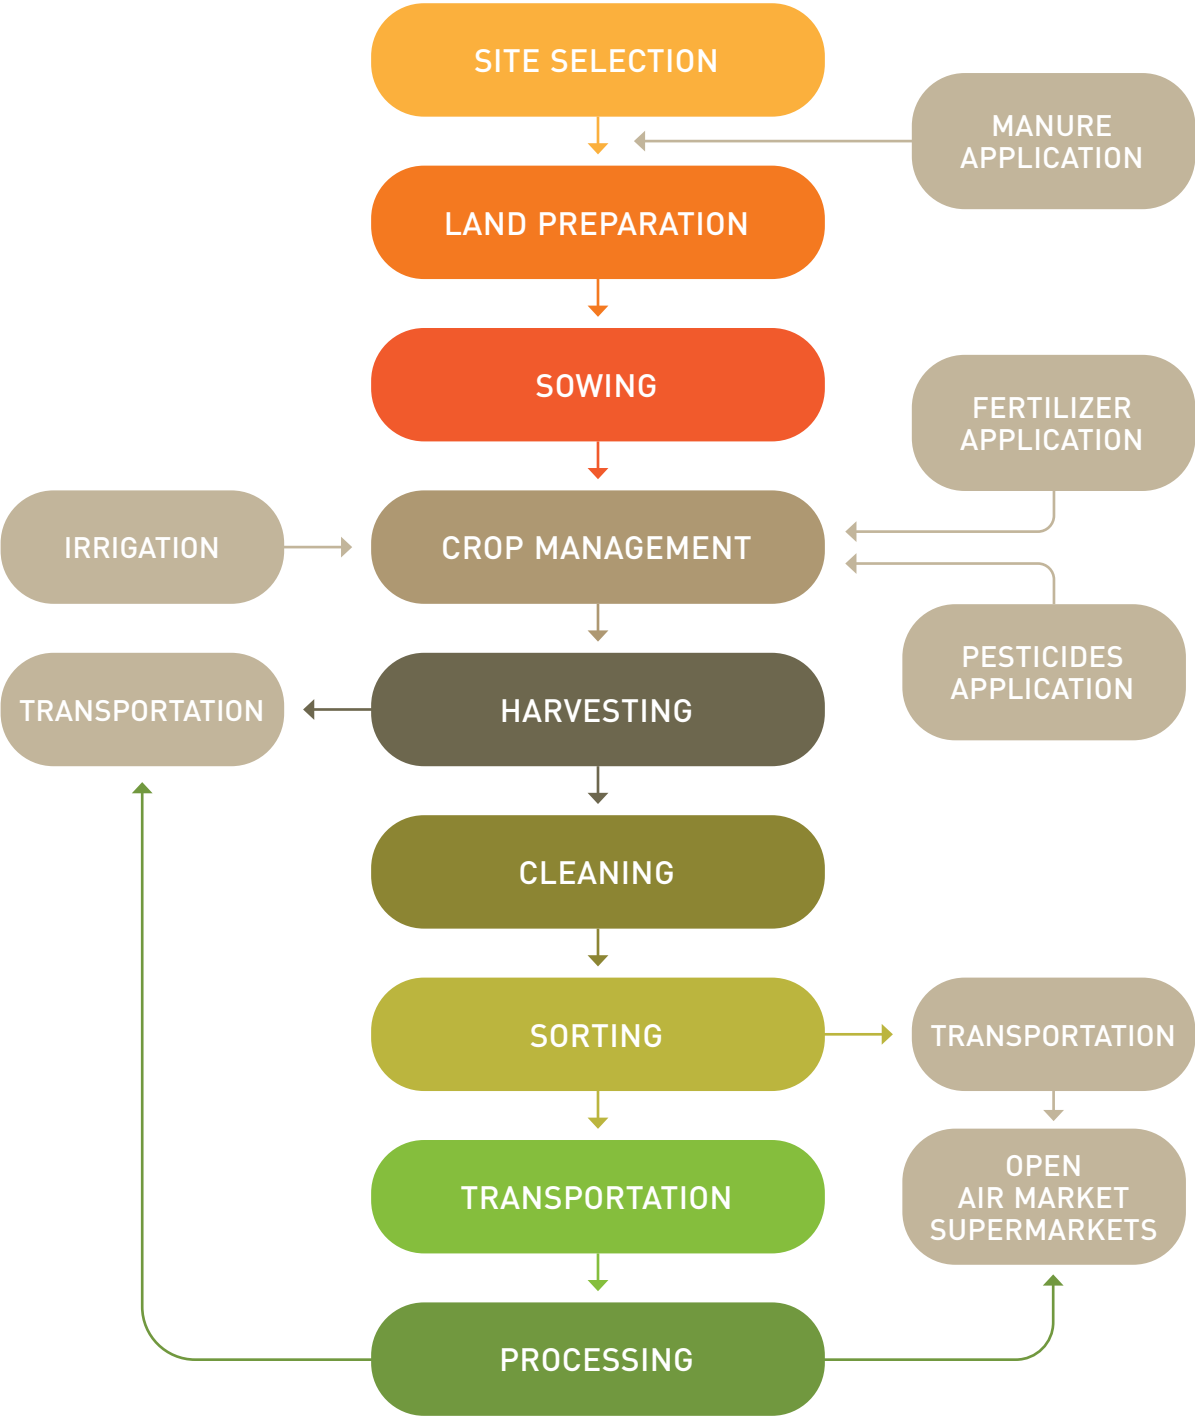 SITE SELECTION
MANURE
APPLICATION
LAND PREPARATION
SOWING
FERTILIZER
APPLICATION
IRRIGATION
CROP MANAGEMENT
PESTICIDES
APPLICATION
TRANSPORTATION
HARVESTING
CLEANING
SORTING
TRANSPORTATION
OPEN
AIR MARKET
SUPERMARKETS
TRANSPORTATION
PROCESSING